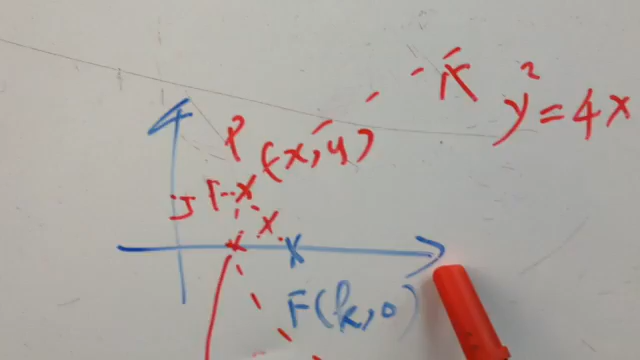 y² = 4x
P
(x, y)
F(k, 0)